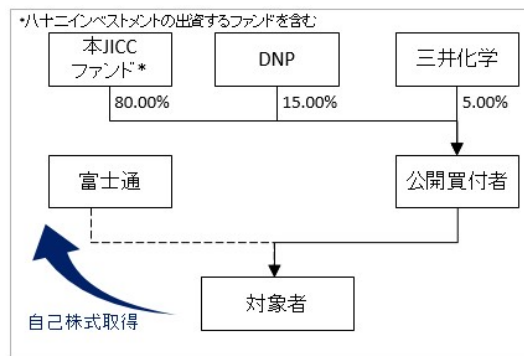 *八十二インベストメントの出資するファンドを含む
本JICC
ファンド*
DNP
三井化学
80.00%
15.00%
5.00%
富士通
公開買付者
対象者
自己株式取得